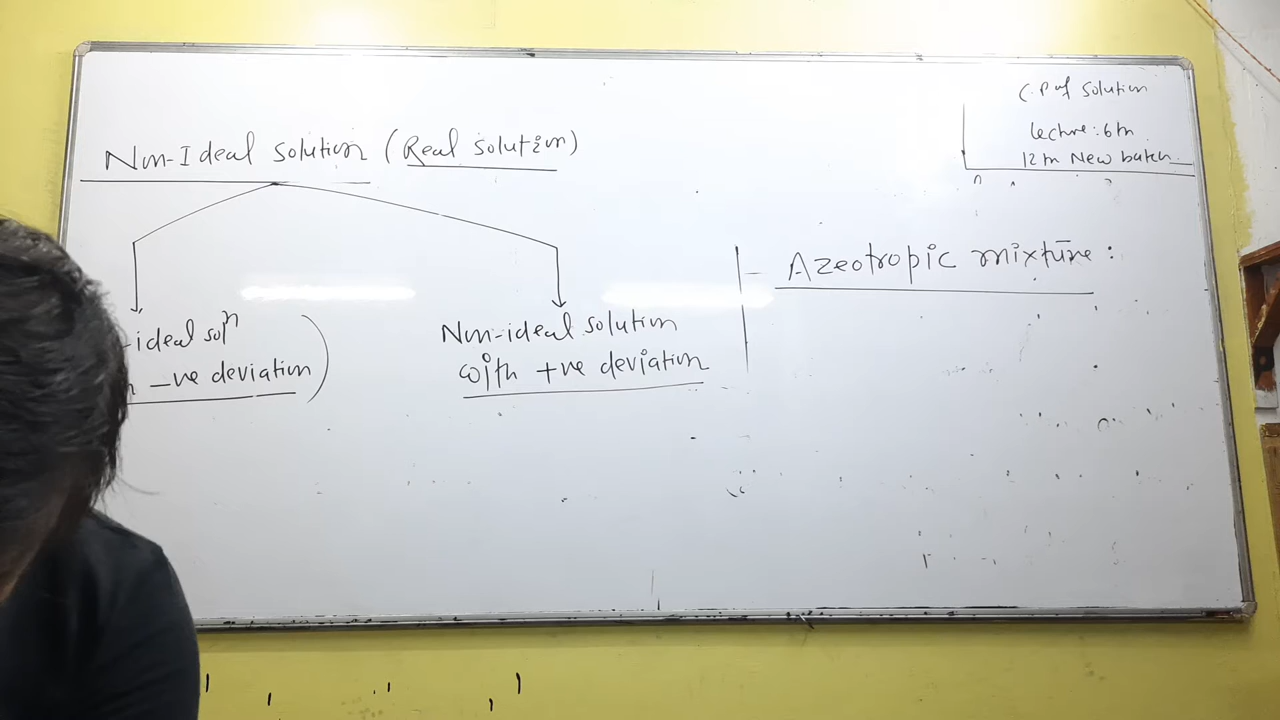 C.P of Solution
Lecture: 6th
12th New batch
Non-Ideal solution (Real solution)
-ideal solⁿ
-ve deviation)
Non-ideal solution
with +ve deviation
Azeotropic mixture: